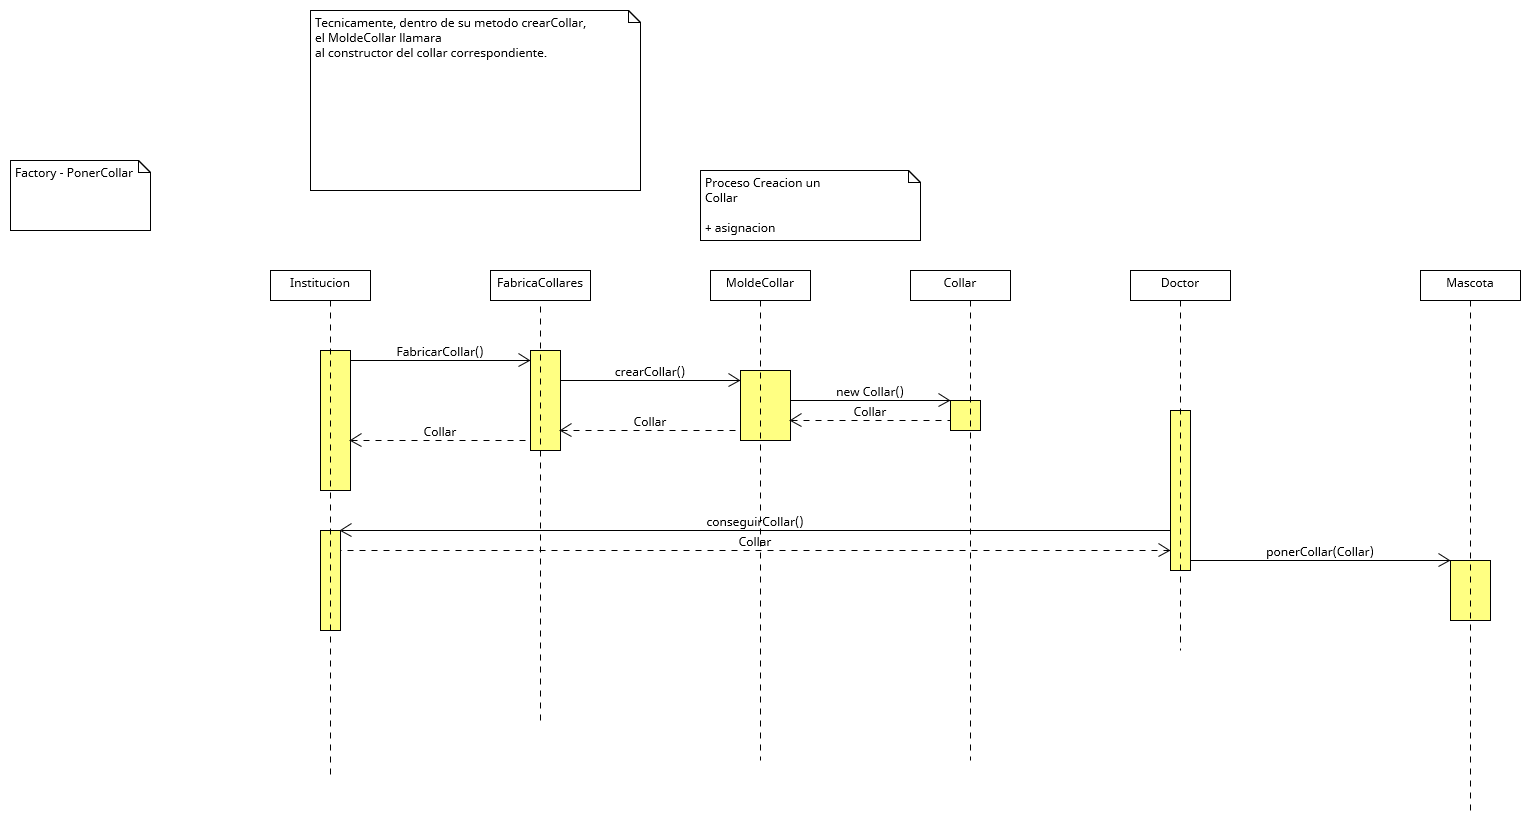 Tecnicamente, dentro de su metodo crearCollar,
el MoldeCollar llamara
al constructor del collar correspondiente.
Factory - PonerCollar
Proceso Creacion un
Collar
+ asignacion
Institucion
FabricaCollares
MoldeCollar
Collar
Doctor
Mascota
FabricarCollar()
crearCollar()
new Collar()
Collar
Collar
Collar
conseguirCollar()
Collar
ponerCollar(Collar)